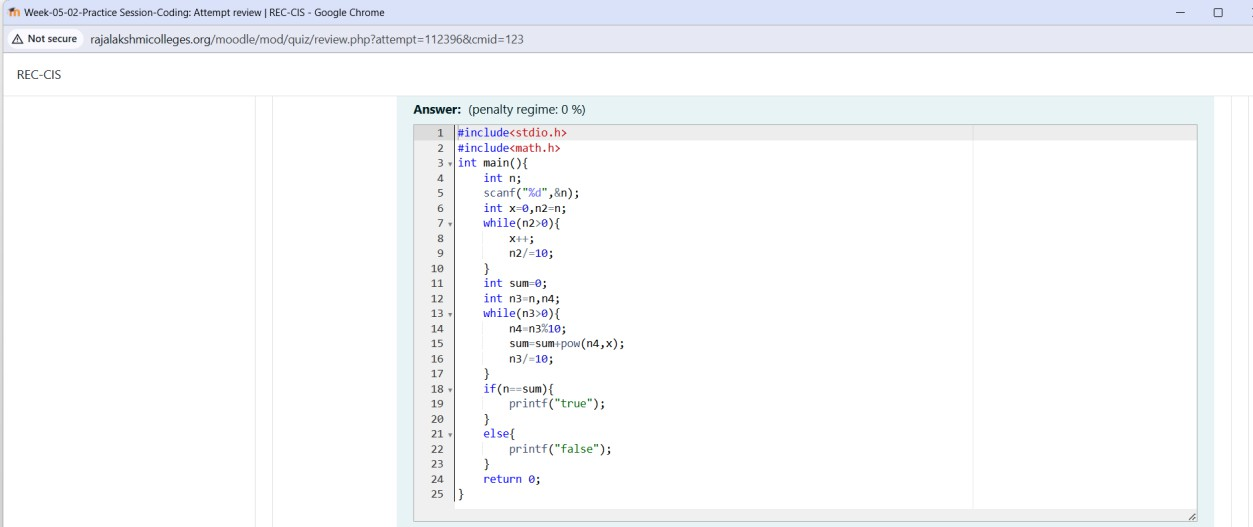 Week-05-02-Practice Session-Coding: Attempt review | REC-CIS - Google Chrome
Not secure rajalakshmicolleges.org/moodle/mod/quiz/review.php?attempt=112396&cmid=123
REC-CIS
Answer: (penalty regime: 0 %)
1 #include<stdio.h>
2 #include<math.h>
3 int main(){
4 int n;
5 scanf("%d",&n);
6 int x=0,n2=n;
7 while(n2>0){
8 x++;
9 n2/=10;
10 }
11 int sum=0;
12 int n3=n,n4;
13 while(n3>0){
14 n4=n3%10;
15 sum=sum+pow(n4,x);
16 n3/=10;
17 }
18 if(n==sum){
19 printf("true");
20 }
21 else{
22 printf("false");
23 }
24 return 0;
25 }